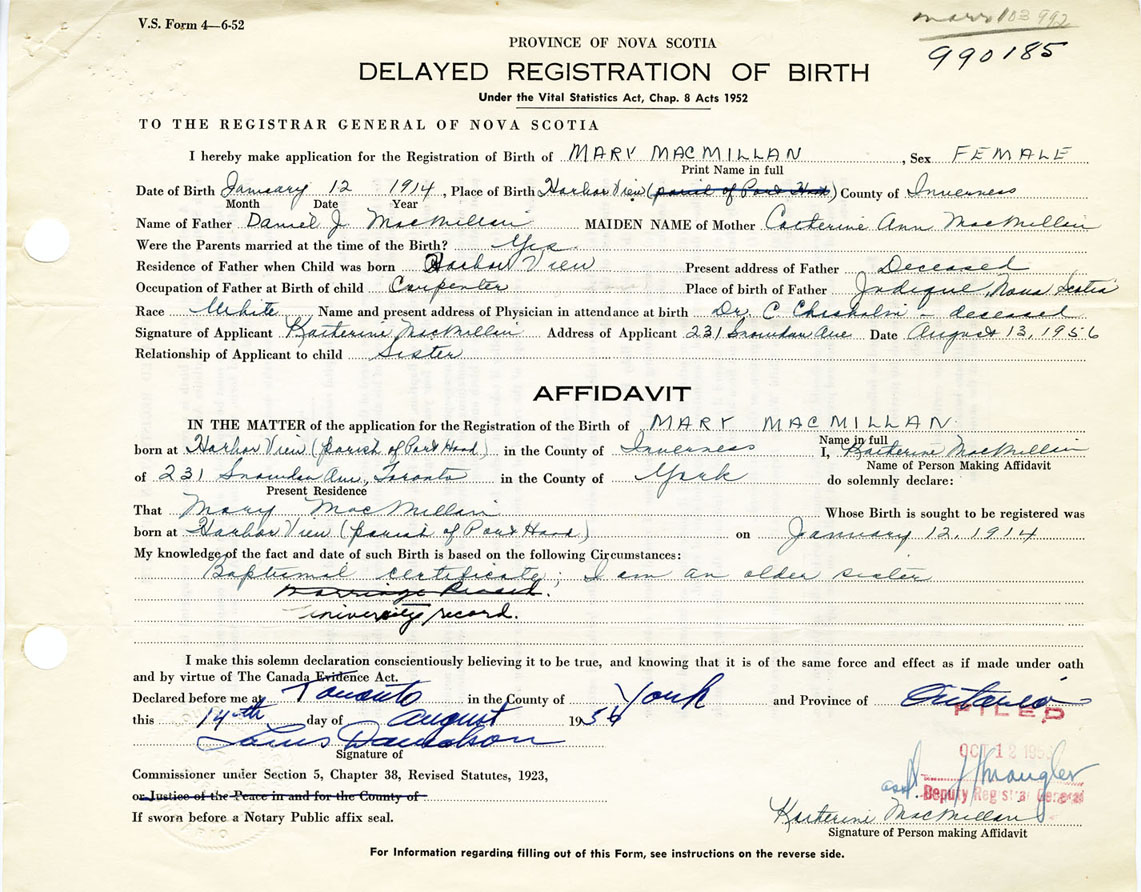 V.S. Form 4—6-52
marr 103 992
990185
PROVINCE OF NOVA SCOTIA
DELAYED REGISTRATION OF BIRTH
Under the Vital Statistics Act, Chap. 8 Acts 1952
TO THE REGISTRAR GENERAL OF NOVA SCOTIA
I hereby make application for the Registration of Birth of MARY MACMILLAN, Sex FEMALE
Print Name in full
Date of Birth January 12 1914, Place of Birth Harbor View (parish of Port Hood) County of Inverness
Month Date Year
Name of Father Daniel J MacMillan MAIDEN NAME of Mother Catherine Ann MacMillan
Were the Parents married at the time of the Birth? Yes
Residence of Father when Child was born Harbor View Present address of Father Deceased
Occupation of Father at Birth of child Carpenter Place of birth of Father Judique, Nova Scotia
Race White Name and present address of Physician in attendance at birth Dr. C Chisholm - deceased
Signature of Applicant Katherine MacMillan Address of Applicant 231 Snowdon Ave Date August 13, 1956
Relationship of Applicant to child Sister
AFFIDAVIT
IN THE MATTER of the application for the Registration of the Birth of MARY MACMILLAN
Name in full
born at Harbor View (parish of Port Hood) in the County of Inverness I, Katherine MacMillan
Name of Person Making Affidavit
of 231 Snowdon Ave., Toronto in the County of York do solemnly declare:
Present Residence
That Mary MacMillan Whose Birth is sought to be registered was
born at Harbor View (parish of Port Hood) on January 12, 1914
My knowledge of the fact and date of such Birth is based on the following Circumstances:
Baptismal certificate; I am an older sister
marriage Record.
University record.
I make this solemn declaration conscientiously believing it to be true, and knowing that it is of the same force and effect as if made under oath
and by virtue of The Canada Evidence Act.
Declared before me at Toronto in the County of York and Province of Ontario
FILED
this 14th day of August 1956
Louis Davidson
Signature of
OCT 12 195
Commissioner under Section 5, Chapter 38, Revised Statutes, 1923,
asst.
Deputy Registrar General
or Justice of the Peace in and for the County of
Katherine MacMillan
If sworn before a Notary Public affix seal.
Signature of Person making Affidavit
For Information regarding filling out of this Form, see instructions on the reverse side.